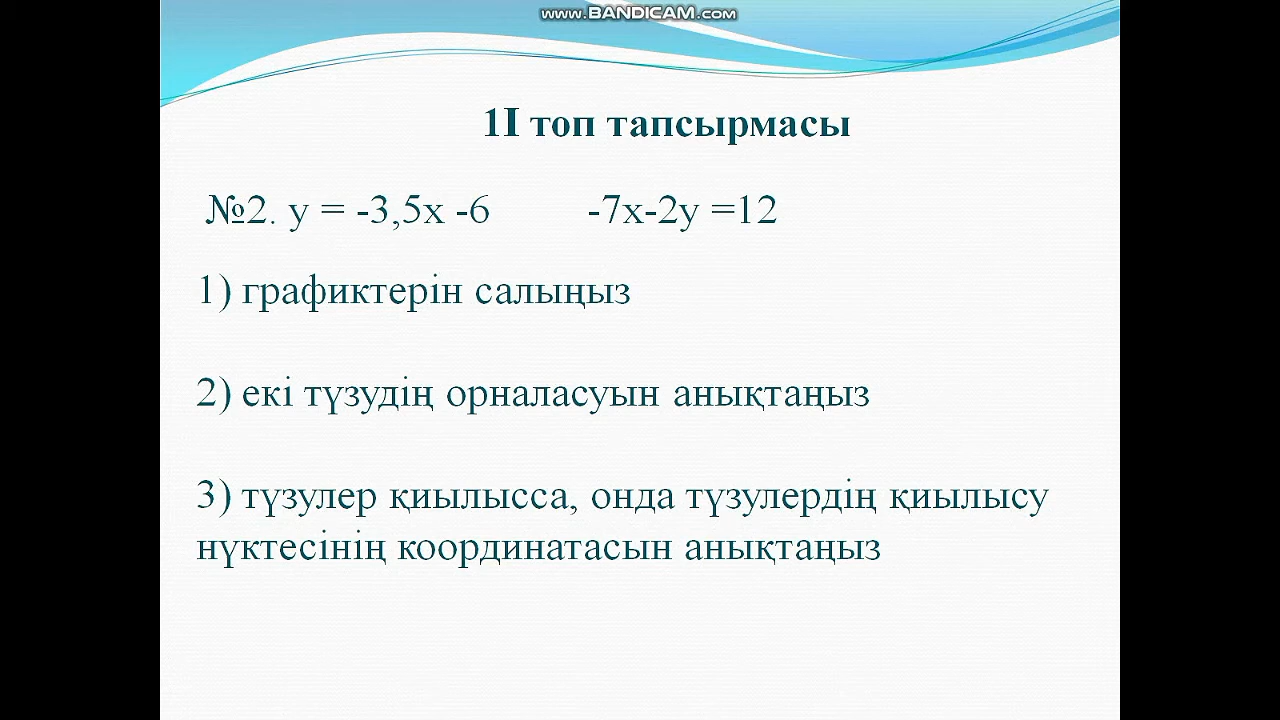 www.BANDICAM.com
1I топ тапсырмасы
№2. у = -3,5х -6 -7х-2у =12
1) графиктерін салыңыз
2) екі түзудің орналасуын анықтаңыз
3) түзулер қиылысса, онда түзулердің қиылысу
нүктесінің координатасын анықтаңыз